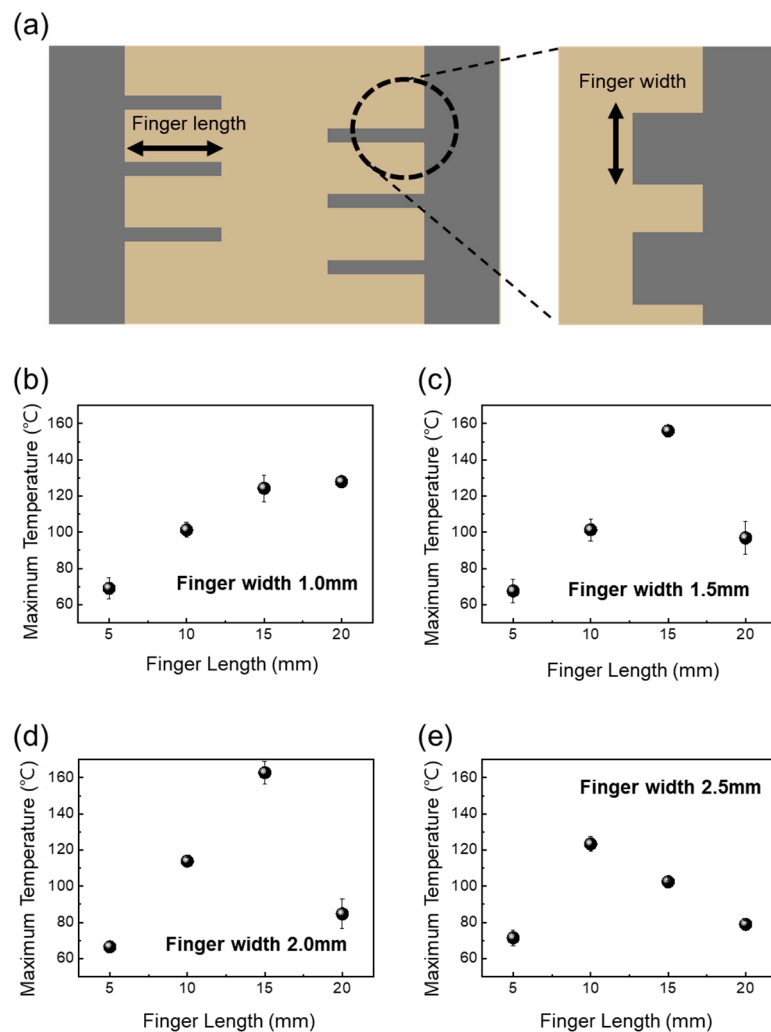 (a)
Finger length
Finger width
(b)
Maximum Temperature (℃)
160
140
120
100
80
60
5
10
15
20
Finger width 1.0mm
Finger Length (mm)
(c)
Maximum Temperature (℃)
160
140
120
100
80
60
5
10
15
20
Finger width 1.5mm
Finger Length (mm)
(d)
Maximum Temperature (℃)
160
140
120
100
80
60
5
10
15
20
Finger width 2.0mm
Finger Length (mm)
(e)
Maximum Temperature (℃)
160
140
120
100
80
60
5
10
15
20
Finger width 2.5mm
Finger Length (mm)